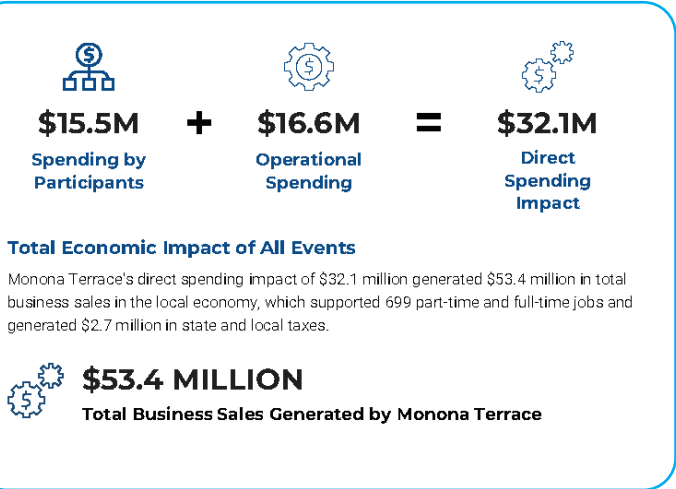 $15.5M + $16.6M = $32.1M
Spending by Participants
Operational Spending
Direct Spending Impact
Total Economic Impact of All Events
Monona Terrace's direct spending impact of $32.1 million generated $53.4 million in total
business sales in the local economy, which supported 699 part-time and full-time jobs and
generated $2.7 million in state and local taxes.
$53.4 MILLION
Total Business Sales Generated by Monona Terrace